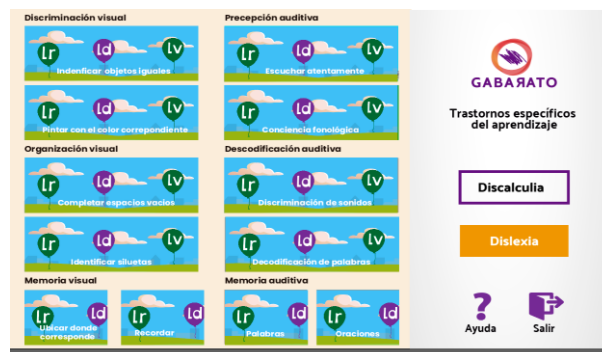 Discriminación visual
lr ld lv
Indenficar objetos iguales
lr ld lv
Pintar con el color correpondiente
Organización visual
lr ld lv
Completar espacios vacios
lr ld lv
Identificar siluetas
Memoria visual
lr ld
Ubicar donde
corresponde
lr ld
Recordar
Precepción auditiva
lr ld lv
Escuchar atentamente
lr ld lv
Conciencia fonológica
Descodificación auditiva
lr ld lv
Discriminación de sonidos
lr ld lv
Decodificación de palabras
Memoria auditiva
lr ld
Palabras
lr ld
Oraciones
GABAЯATO
Trastornos específicos
del aprendizaje
Discalculia
Dislexia
?
Ayuda
Salir